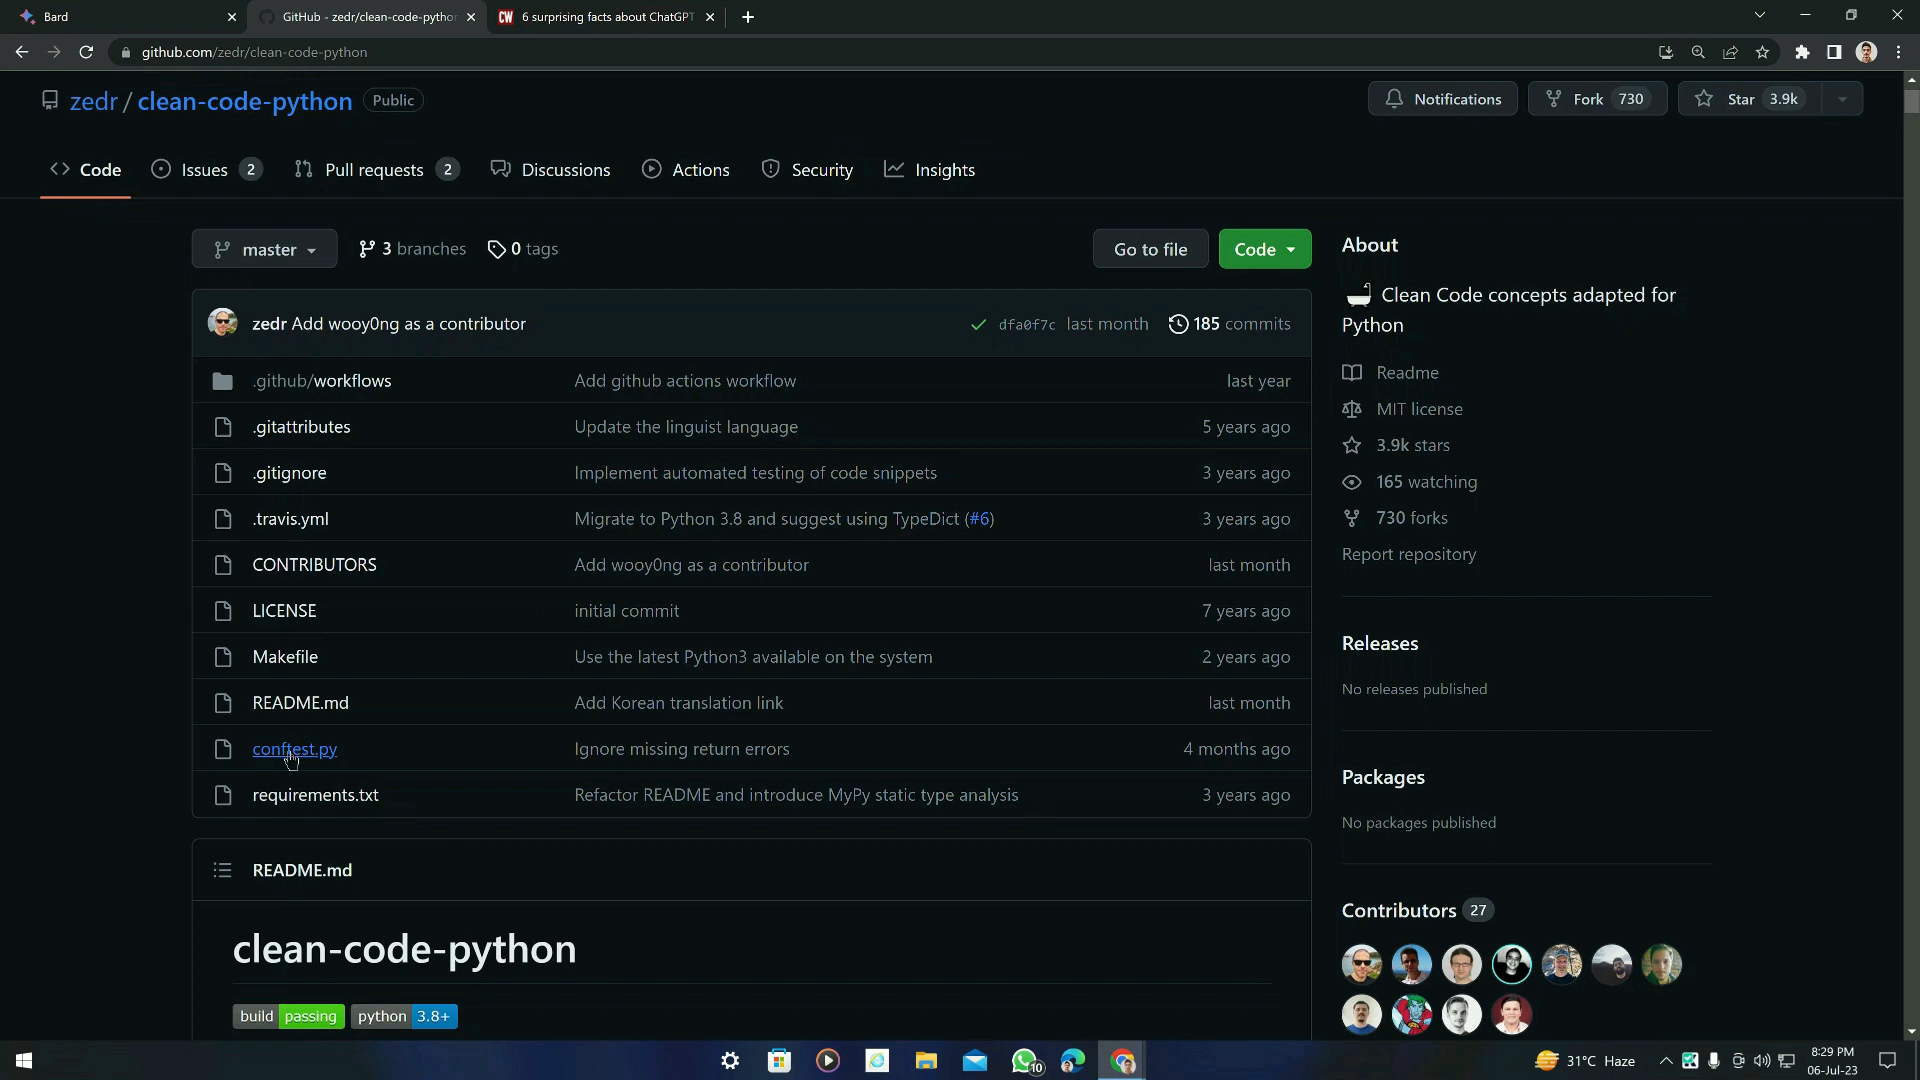 Bard
GitHub - zedr/clean-code-python
6 surprising facts about ChatGPT
github.com/zedr/clean-code-python
zedr / clean-code-python Public
Notifications
Fork 730
Star 3.9k
Code
Issues 2
Pull requests 2
Discussions
Actions
Security
Insights
master
3 branches
0 tags
Go to file
Code
zedr Add wooy0ng as a contributor
dfa0f7c last month
185 commits
.github/workflows Add github actions workflow last year
.gitattributes Update the linguist language 5 years ago
.gitignore Implement automated testing of code snippets 3 years ago
.travis.yml Migrate to Python 3.8 and suggest using TypeDict (#6) 3 years ago
CONTRIBUTORS Add wooy0ng as a contributor last month
LICENSE initial commit 7 years ago
Makefile Use the latest Python3 available on the system 2 years ago
README.md Add Korean translation link last month
conftest.py Ignore missing return errors 4 months ago
requirements.txt Refactor README and introduce MyPy static type analysis 3 years ago
README.md
clean-code-python
build passing python 3.8+
About
Clean Code concepts adapted for
Python
Readme
MIT license
3.9k stars
165 watching
730 forks
Report repository
Releases
No releases published
Packages
No packages published
Contributors 27
10
31°C Haze
8:29 PM
06-Jul-23